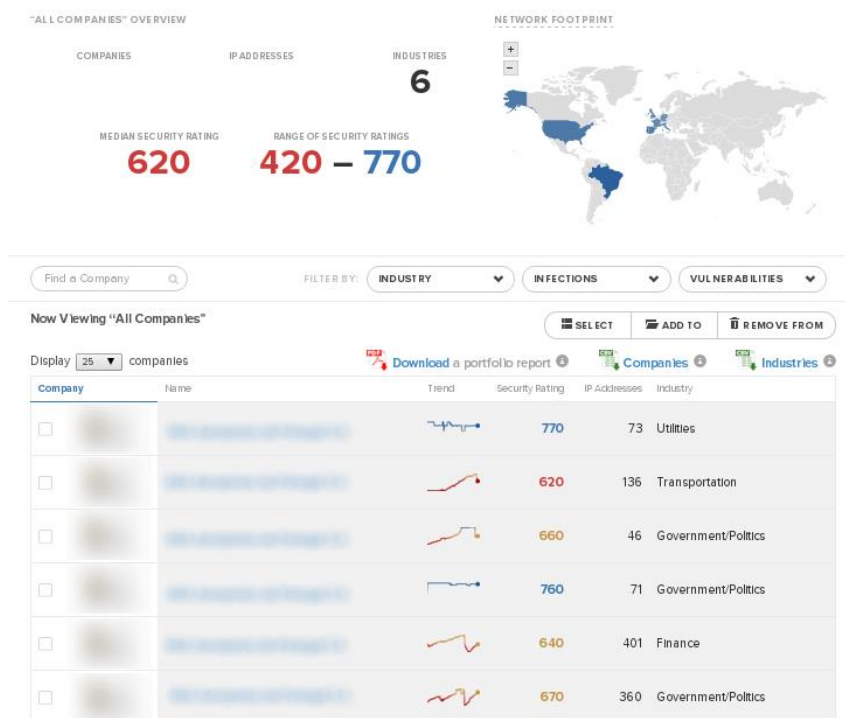 "ALL COMPANIES" OVERVIEW
NETWORK FOOTPRINT
COMPANIES IP ADDRESSES INDUSTRIES
6
+
−
MEDIAN SECURITY RATING RANGE OF SECURITY RATINGS
620 420 – 770
Find a Company FILTER BY: INDUSTRY INFECTIONS VULNERABILITIES
Now Viewing "All Companies"
SELECT ADD TO REMOVE FROM
Display 25 companies PDF Download a portfolio report CSV Companies CSV Industries
Company Name Trend Security Rating IP Addresses Industry
770 73 Utilities
620 136 Transportation
660 46 Government/Politics
760 71 Government/Politics
640 401 Finance
670 360 Government/Politics